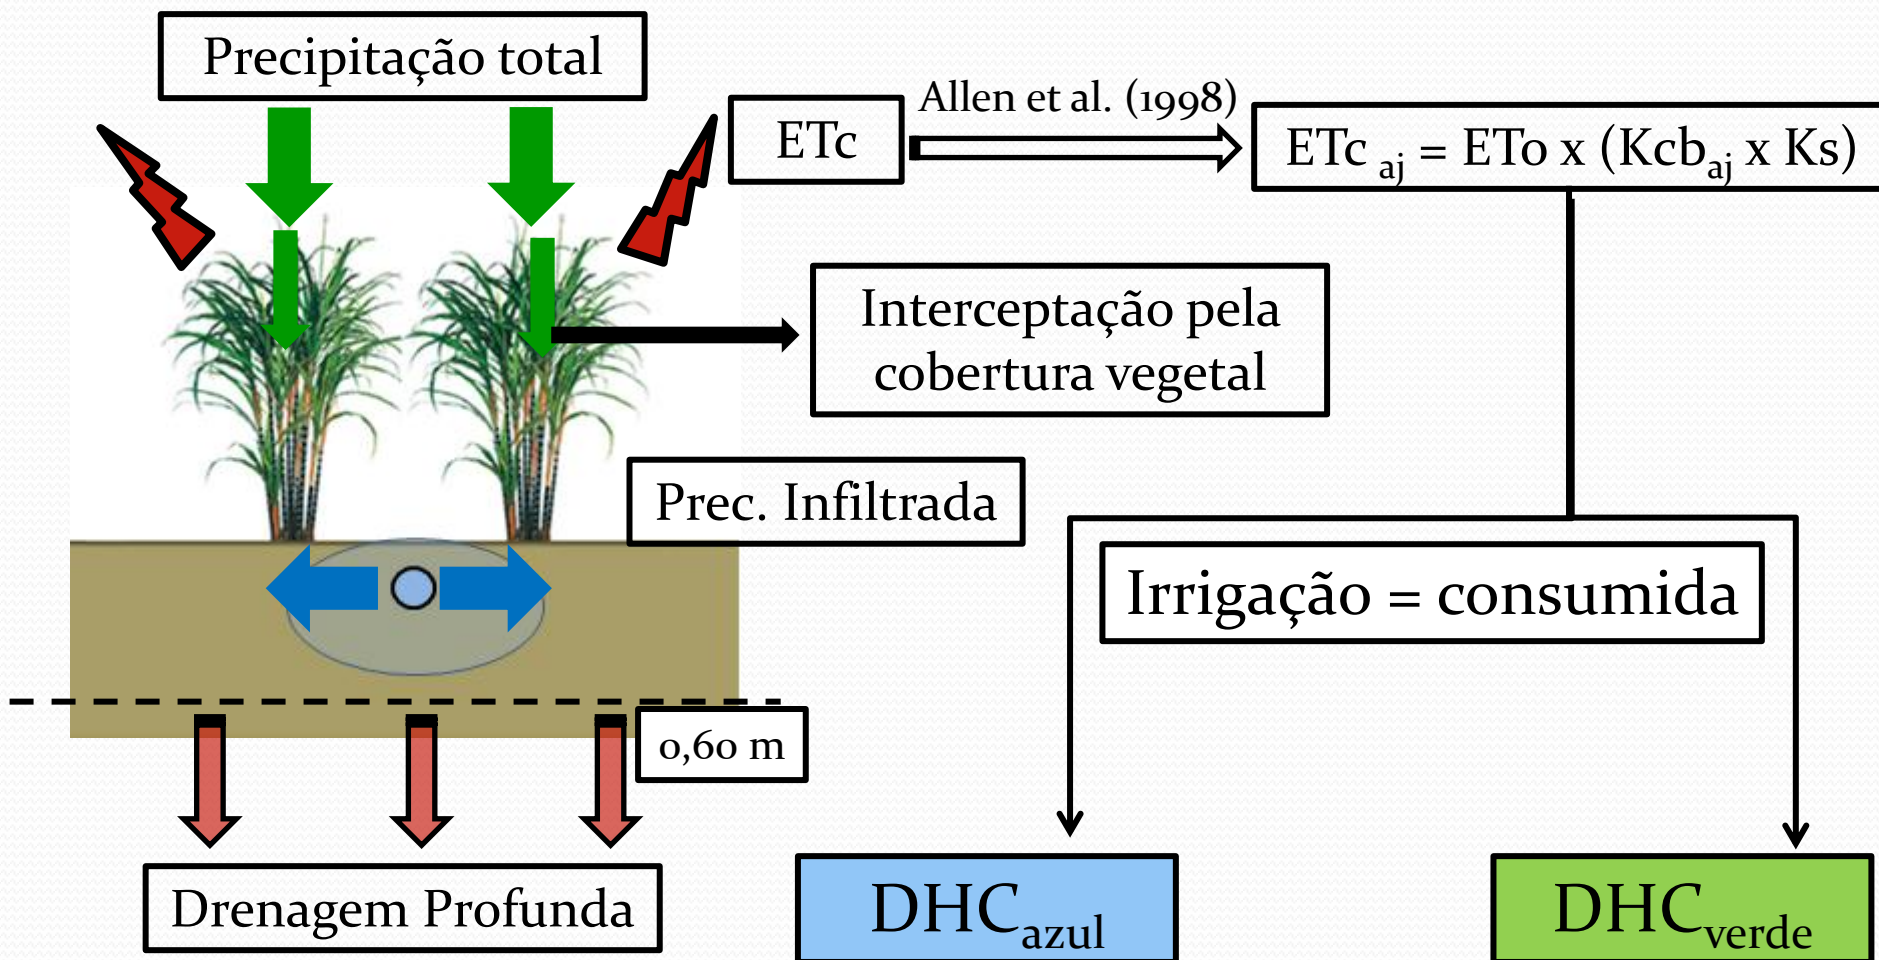 Precipitação total
ETc
Allen et al. (1998)
ETc aj = ETo x (Kcbaj x Ks)
Interceptação pela
cobertura vegetal
Prec. Infiltrada
Irrigação = consumida
0,60 m
Drenagem Profunda
DHCazul
DHCverde